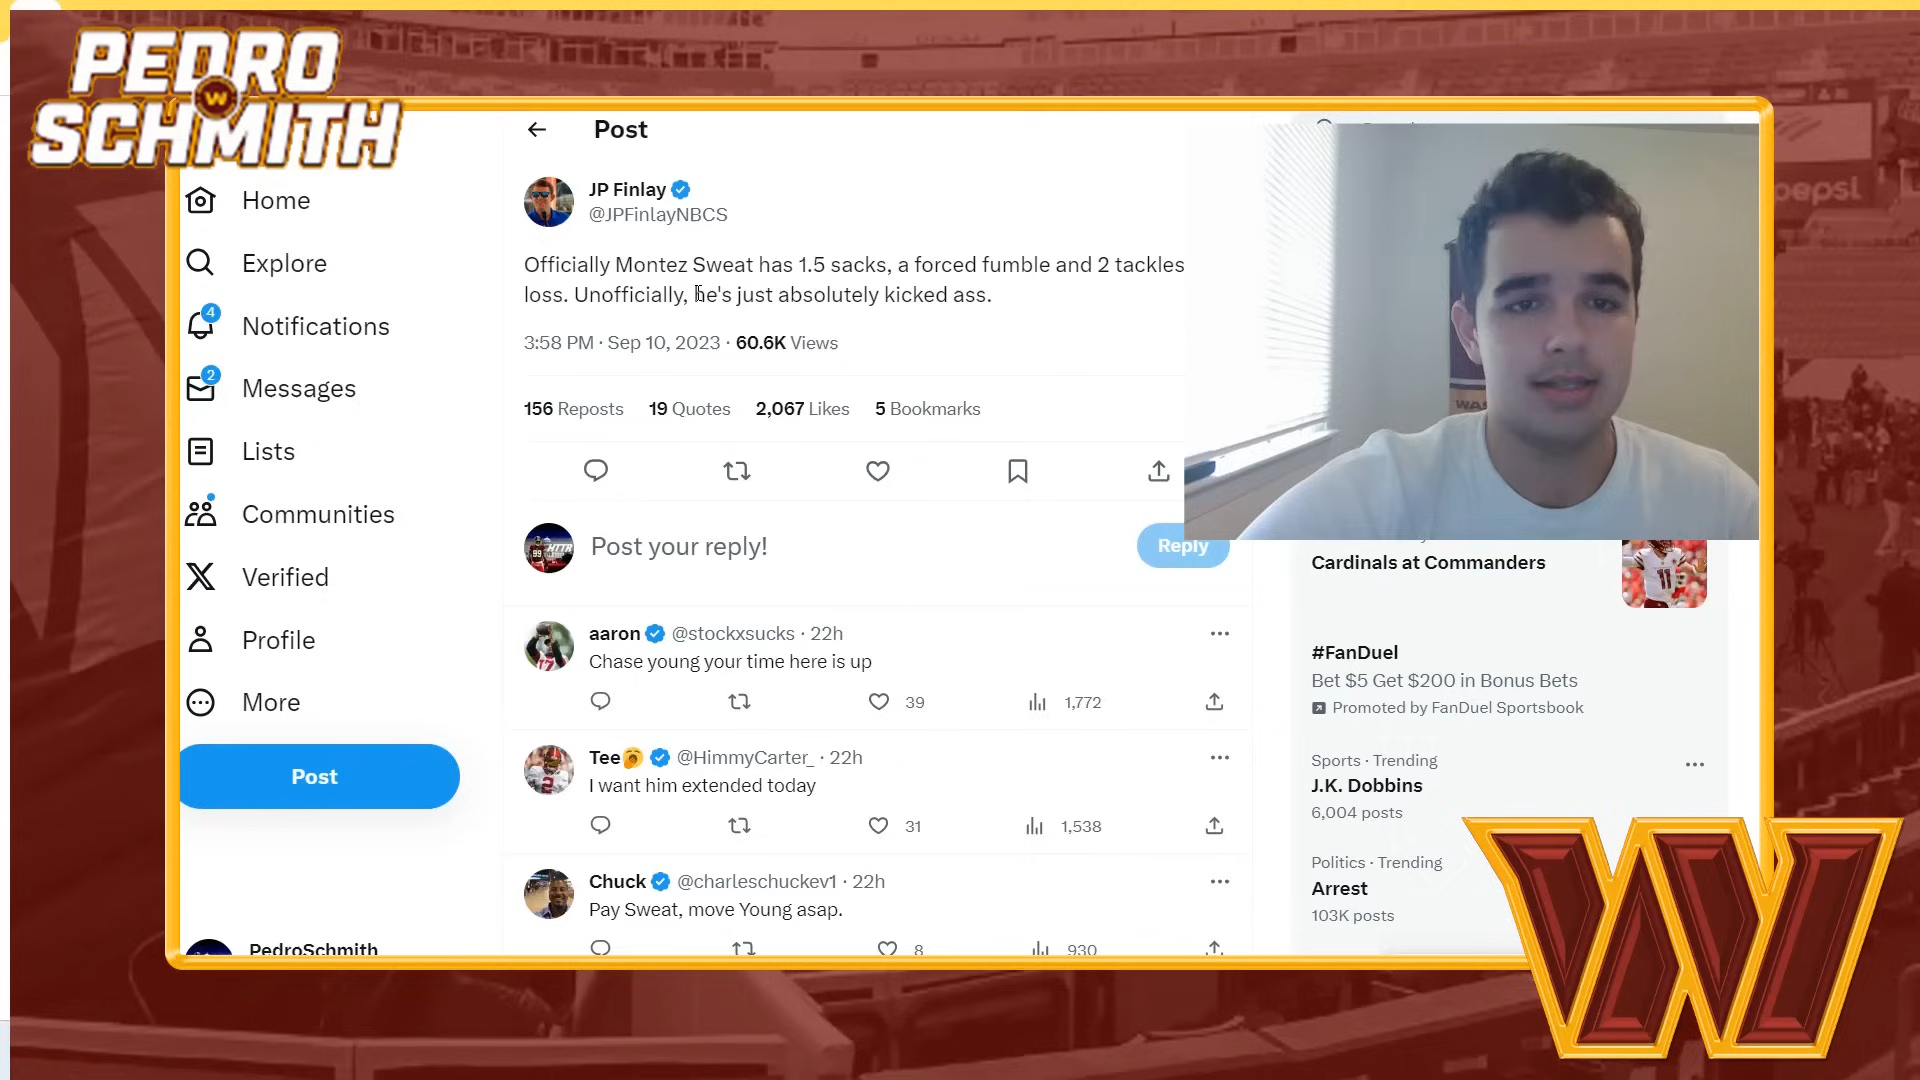 PEDRO
SCHMITH
W
pepsi
Post
Home
Explore
4
Notifications
2
Messages
Lists
Communities
Verified
Profile
More
Post
PedroSchmith
JP Finlay
@JPFinlayNBCS
Officially Montez Sweat has 1.5 sacks, a forced fumble and 2 tackles
loss. Unofficially, he's just absolutely kicked ass.
3:58 PM · Sep 10, 2023 · 60.6K Views
156 Reposts 19 Quotes 2,067 Likes 5 Bookmarks
Post your reply!
Reply
aaron @stockxsucks · 22h
Chase young your time here is up
39 1,772
Tee @HimmyCarter_ · 22h
I want him extended today
31 1,538
Chuck @charleschuckev1 · 22h
Pay Sweat, move Young asap.
8 930
WAS
Cardinals at Commanders
11
#FanDuel
Bet $5 Get $200 in Bonus Bets
Promoted by FanDuel Sportsbook
Sports · Trending
J.K. Dobbins
6,004 posts
Politics · Trending
Arrest
103K posts
W